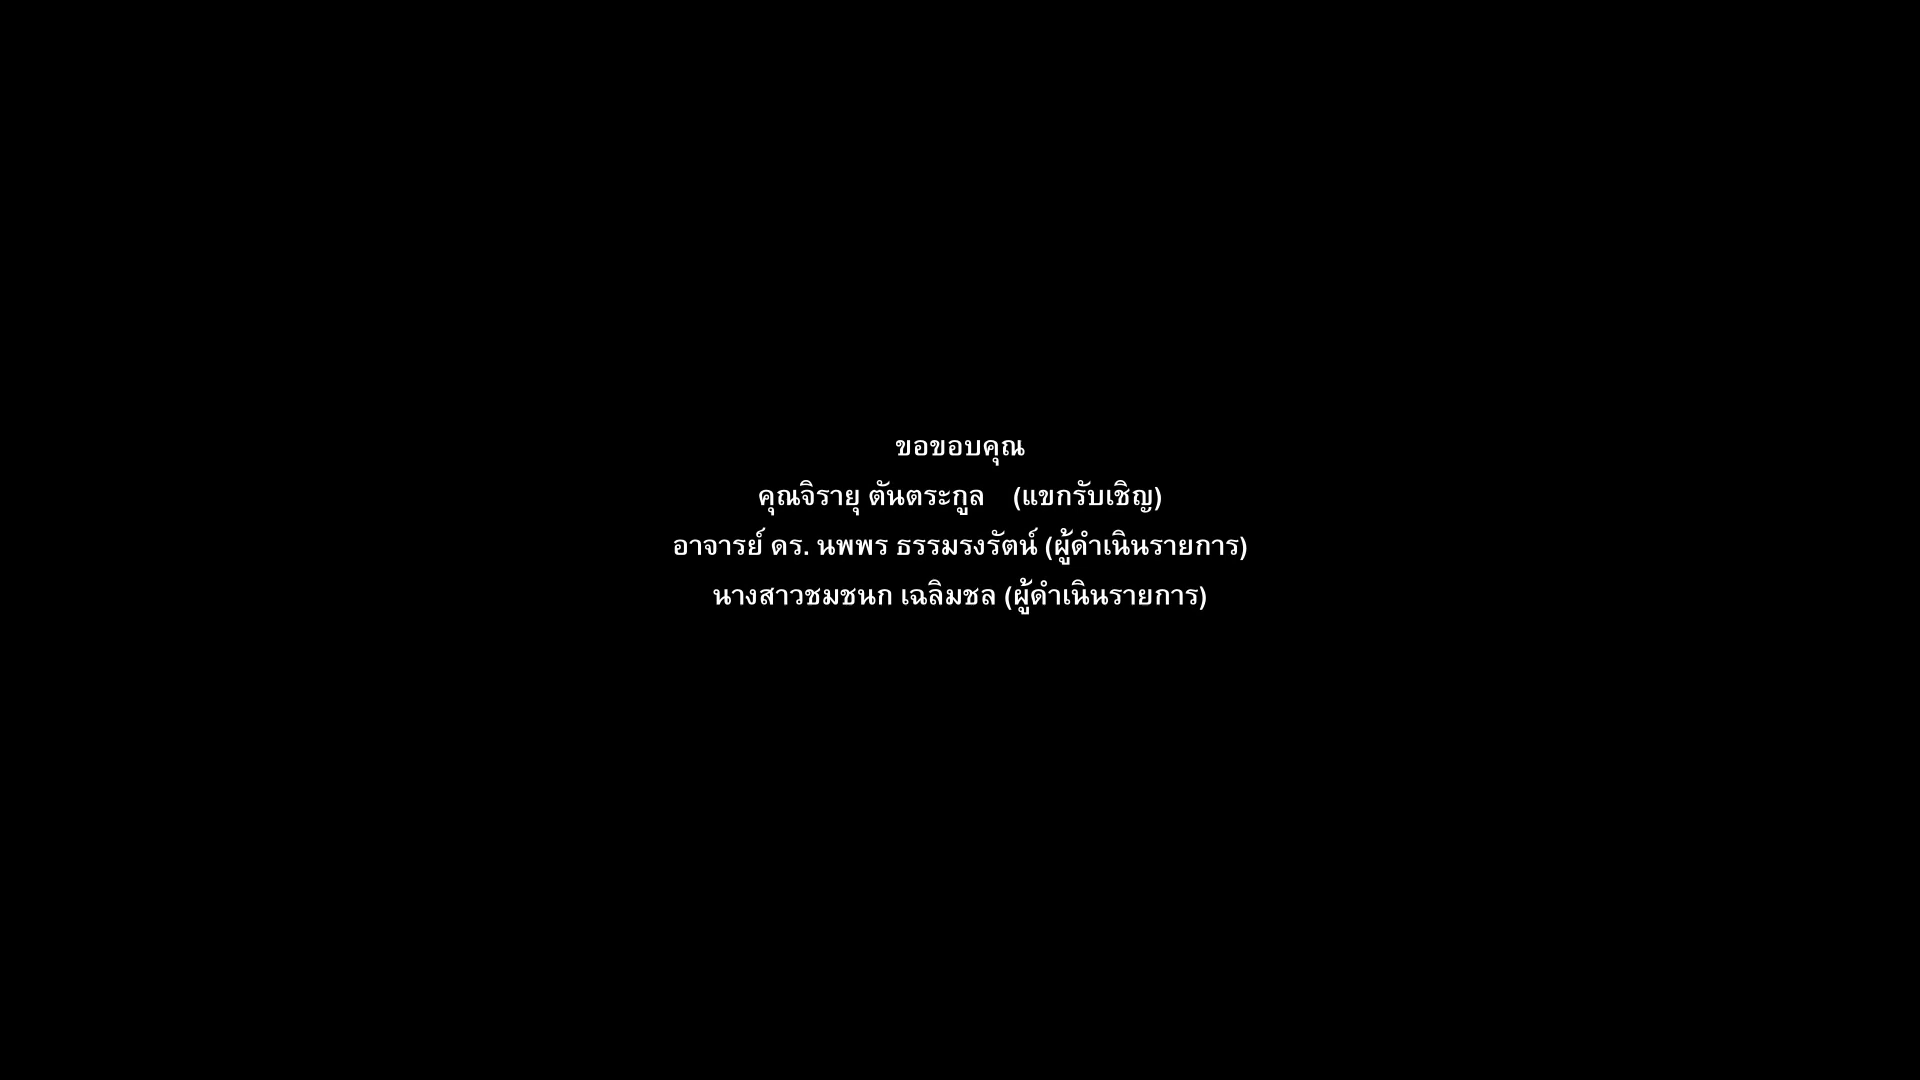 ขอขอบคุณ
คุณจิรายุ ตันตระกูล (แขกรับเชิญ)
อาจารย์ ดร. นพพร ธรรมรงรัตน์ (ผู้ดำเนินรายการ)
นางสาวชมชนก เฉลิมชล (ผู้ดำเนินรายการ)